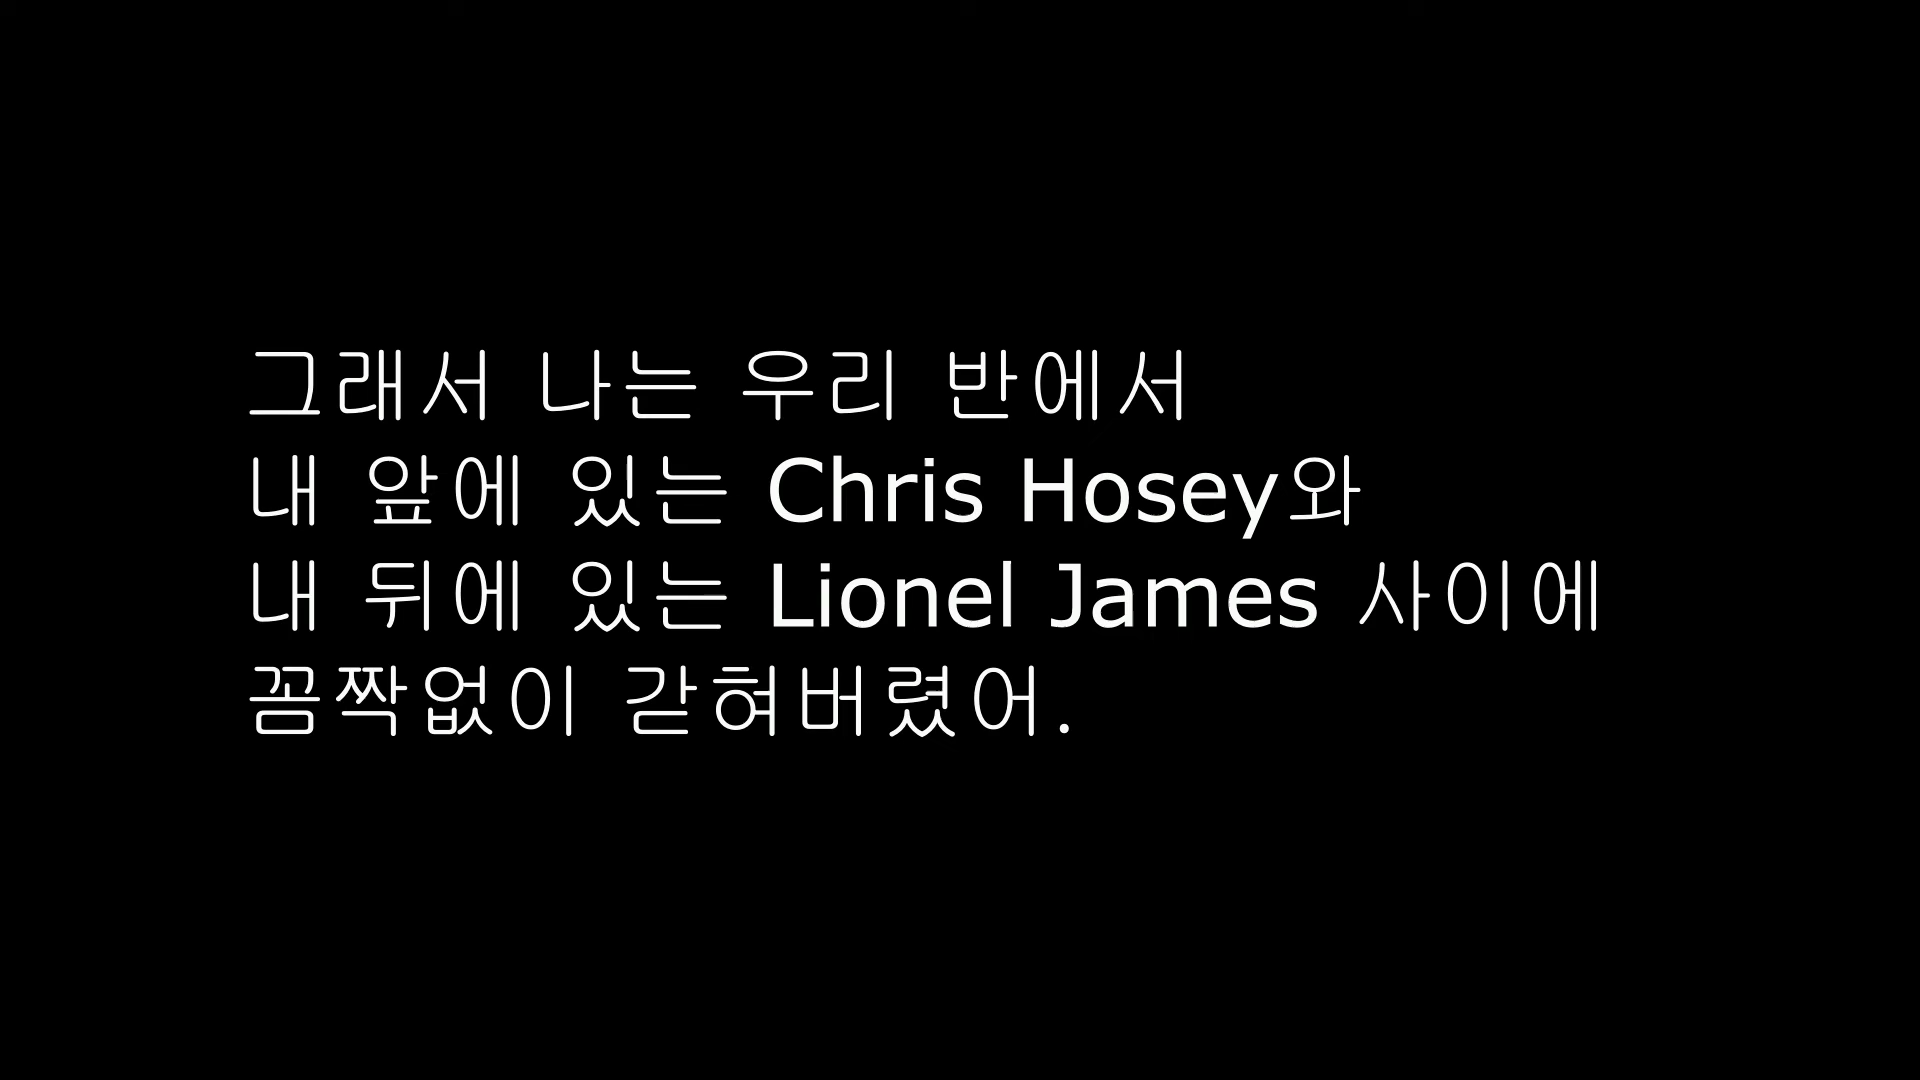 그래서 나는 우리 반에서
내 앞에 있는 Chris Hosey와
내 뒤에 있는 Lionel James 사이에
꼼짝없이 갇혀버렸어.